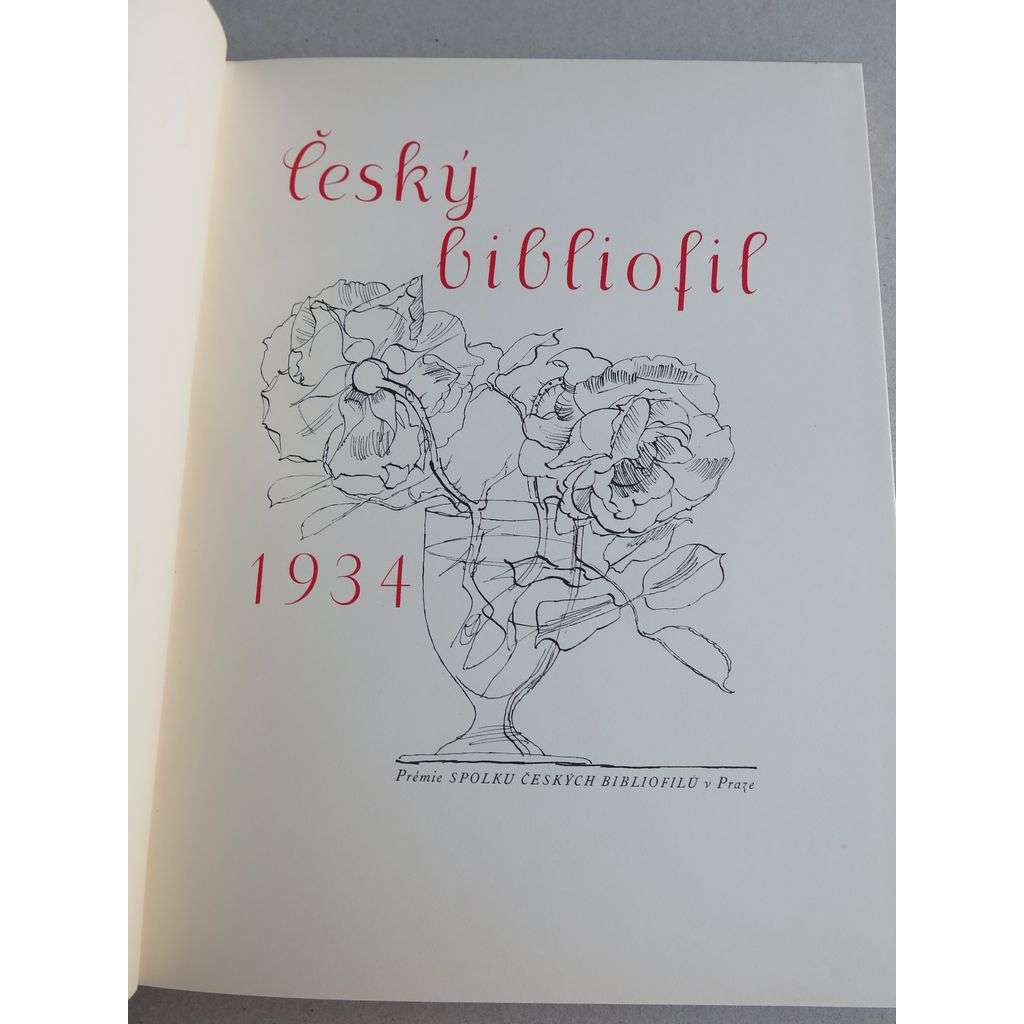 český
bibliofil
1934
Prémie SPOLKU ČESKÝCH BIBLIOFILŮ v Praze